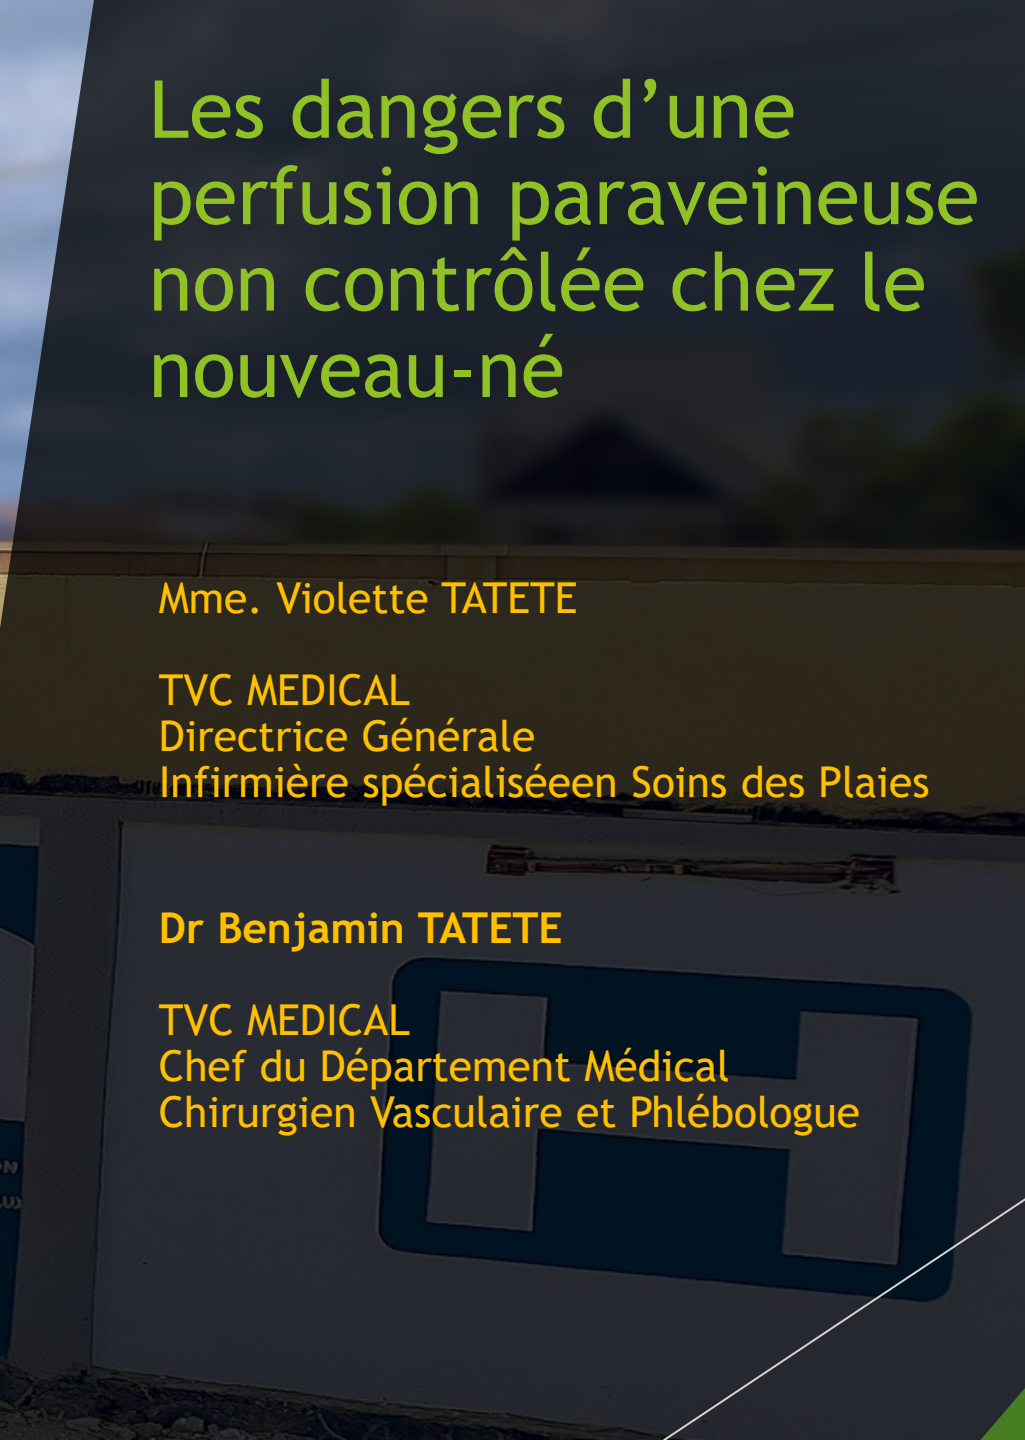 Les dangers d’une
perfusion paraveineuse
non contrôlée chez le
nouveau-né
Mme. Violette TATETE
TVC MEDICAL
Directrice Générale
Infirmière spécialiséeen Soins des Plaies
Dr Benjamin TATETE
TVC MEDICAL
Chef du Département Médical
Chirurgien Vasculaire et Phlébologue
H